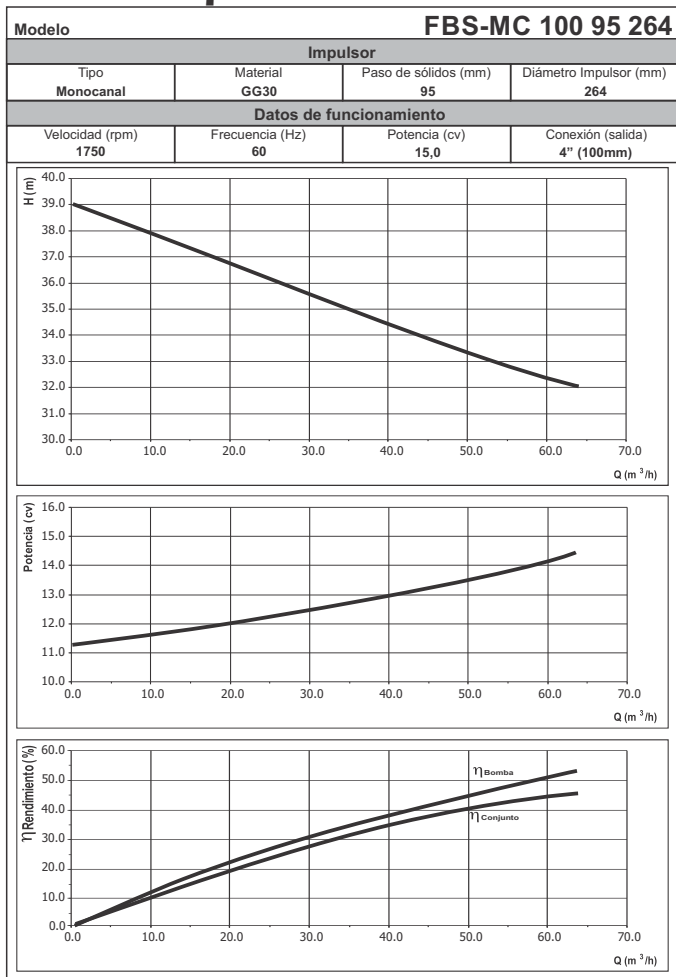 Modelo FBS-MC 100 95 264
Impulsor
Tipo Material Paso de sólidos (mm) Diámetro Impulsor (mm)
Monocanal GG30 95 264
Datos de funcionamiento
Velocidad (rpm) Frecuencia (Hz) Potencia (cv) Conexión (salida)
1750 60 15,0 4” (100mm)
H (m)
40.0
39.0
38.0
37.0
36.0
35.0
34.0
33.0
32.0
31.0
30.0
0.0 10.0 20.0 30.0 40.0 50.0 60.0 70.0
Q (m³/h)
Potencia (cv)
16.0
15.0
14.0
13.0
12.0
11.0
10.0
0.0 10.0 20.0 30.0 40.0 50.0 60.0 70.0
Q (m³/h)
η Rendimiento (%)
60.0
50.0
40.0
30.0
20.0
10.0
0.0
η Bomba
η Conjunto
0.0 10.0 20.0 30.0 40.0 50.0 60.0 70.0
Q (m³/h)